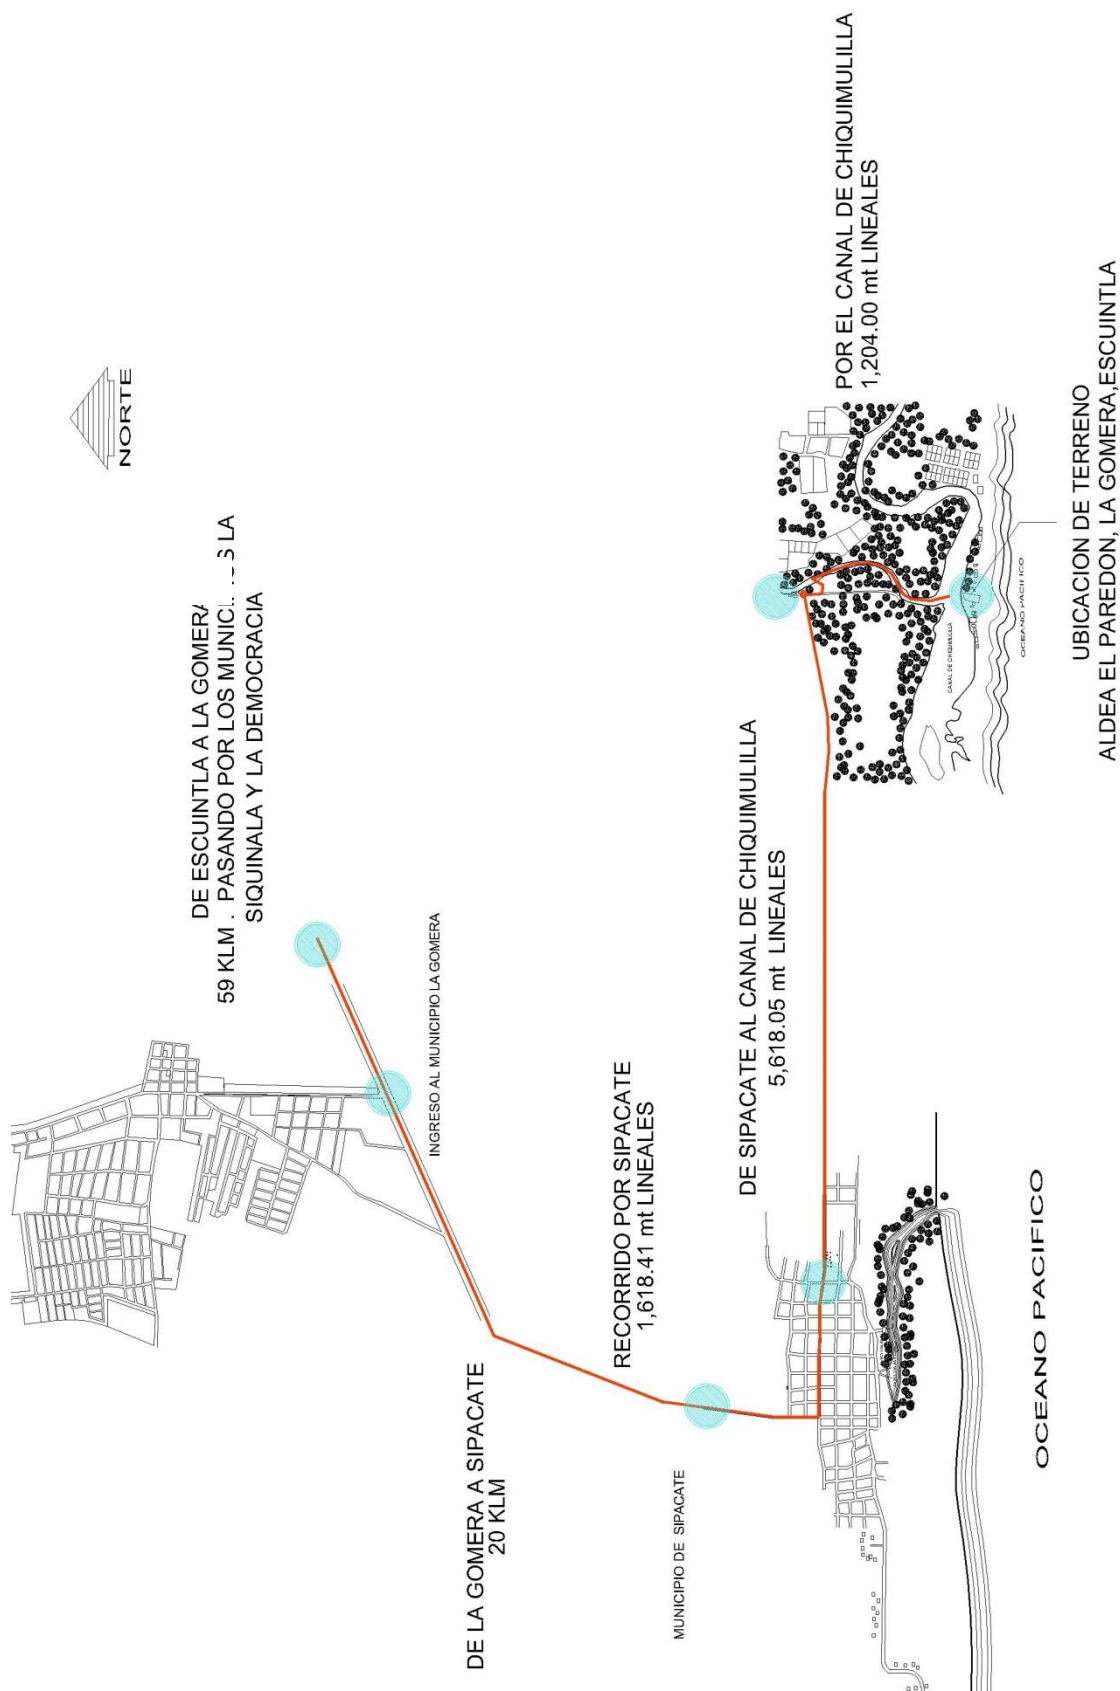 NORTE
DE ESCUINTLA A LA GOMERA
59 KLM . PASANDO POR LOS LA
SIQUINALA Y LA DEMOCRACIA
INGRESO AL MUNICIPIO LA GOMERA
DE LA GOMERA A SIPACATE
20 KLM
RECORRIDO POR SIPACATE
1,618.41 mt LINEALES
MUNICIPIO DE SIPACATE
DE SIPACATE AL CANAL DE CHIQUIMULILLA
5,618.05 mt LINEALES
POR EL CANAL DE CHIQUIMULILLA
1,204.00 mt LINEALES
CANAL DE CHIQUIMULILLA
OCEANO PACIFICO
UBICACION DE TERRENO
ALDEA EL PAREDON, LA GOMERA,ESCUINTLA
OCEANO PACIFICO